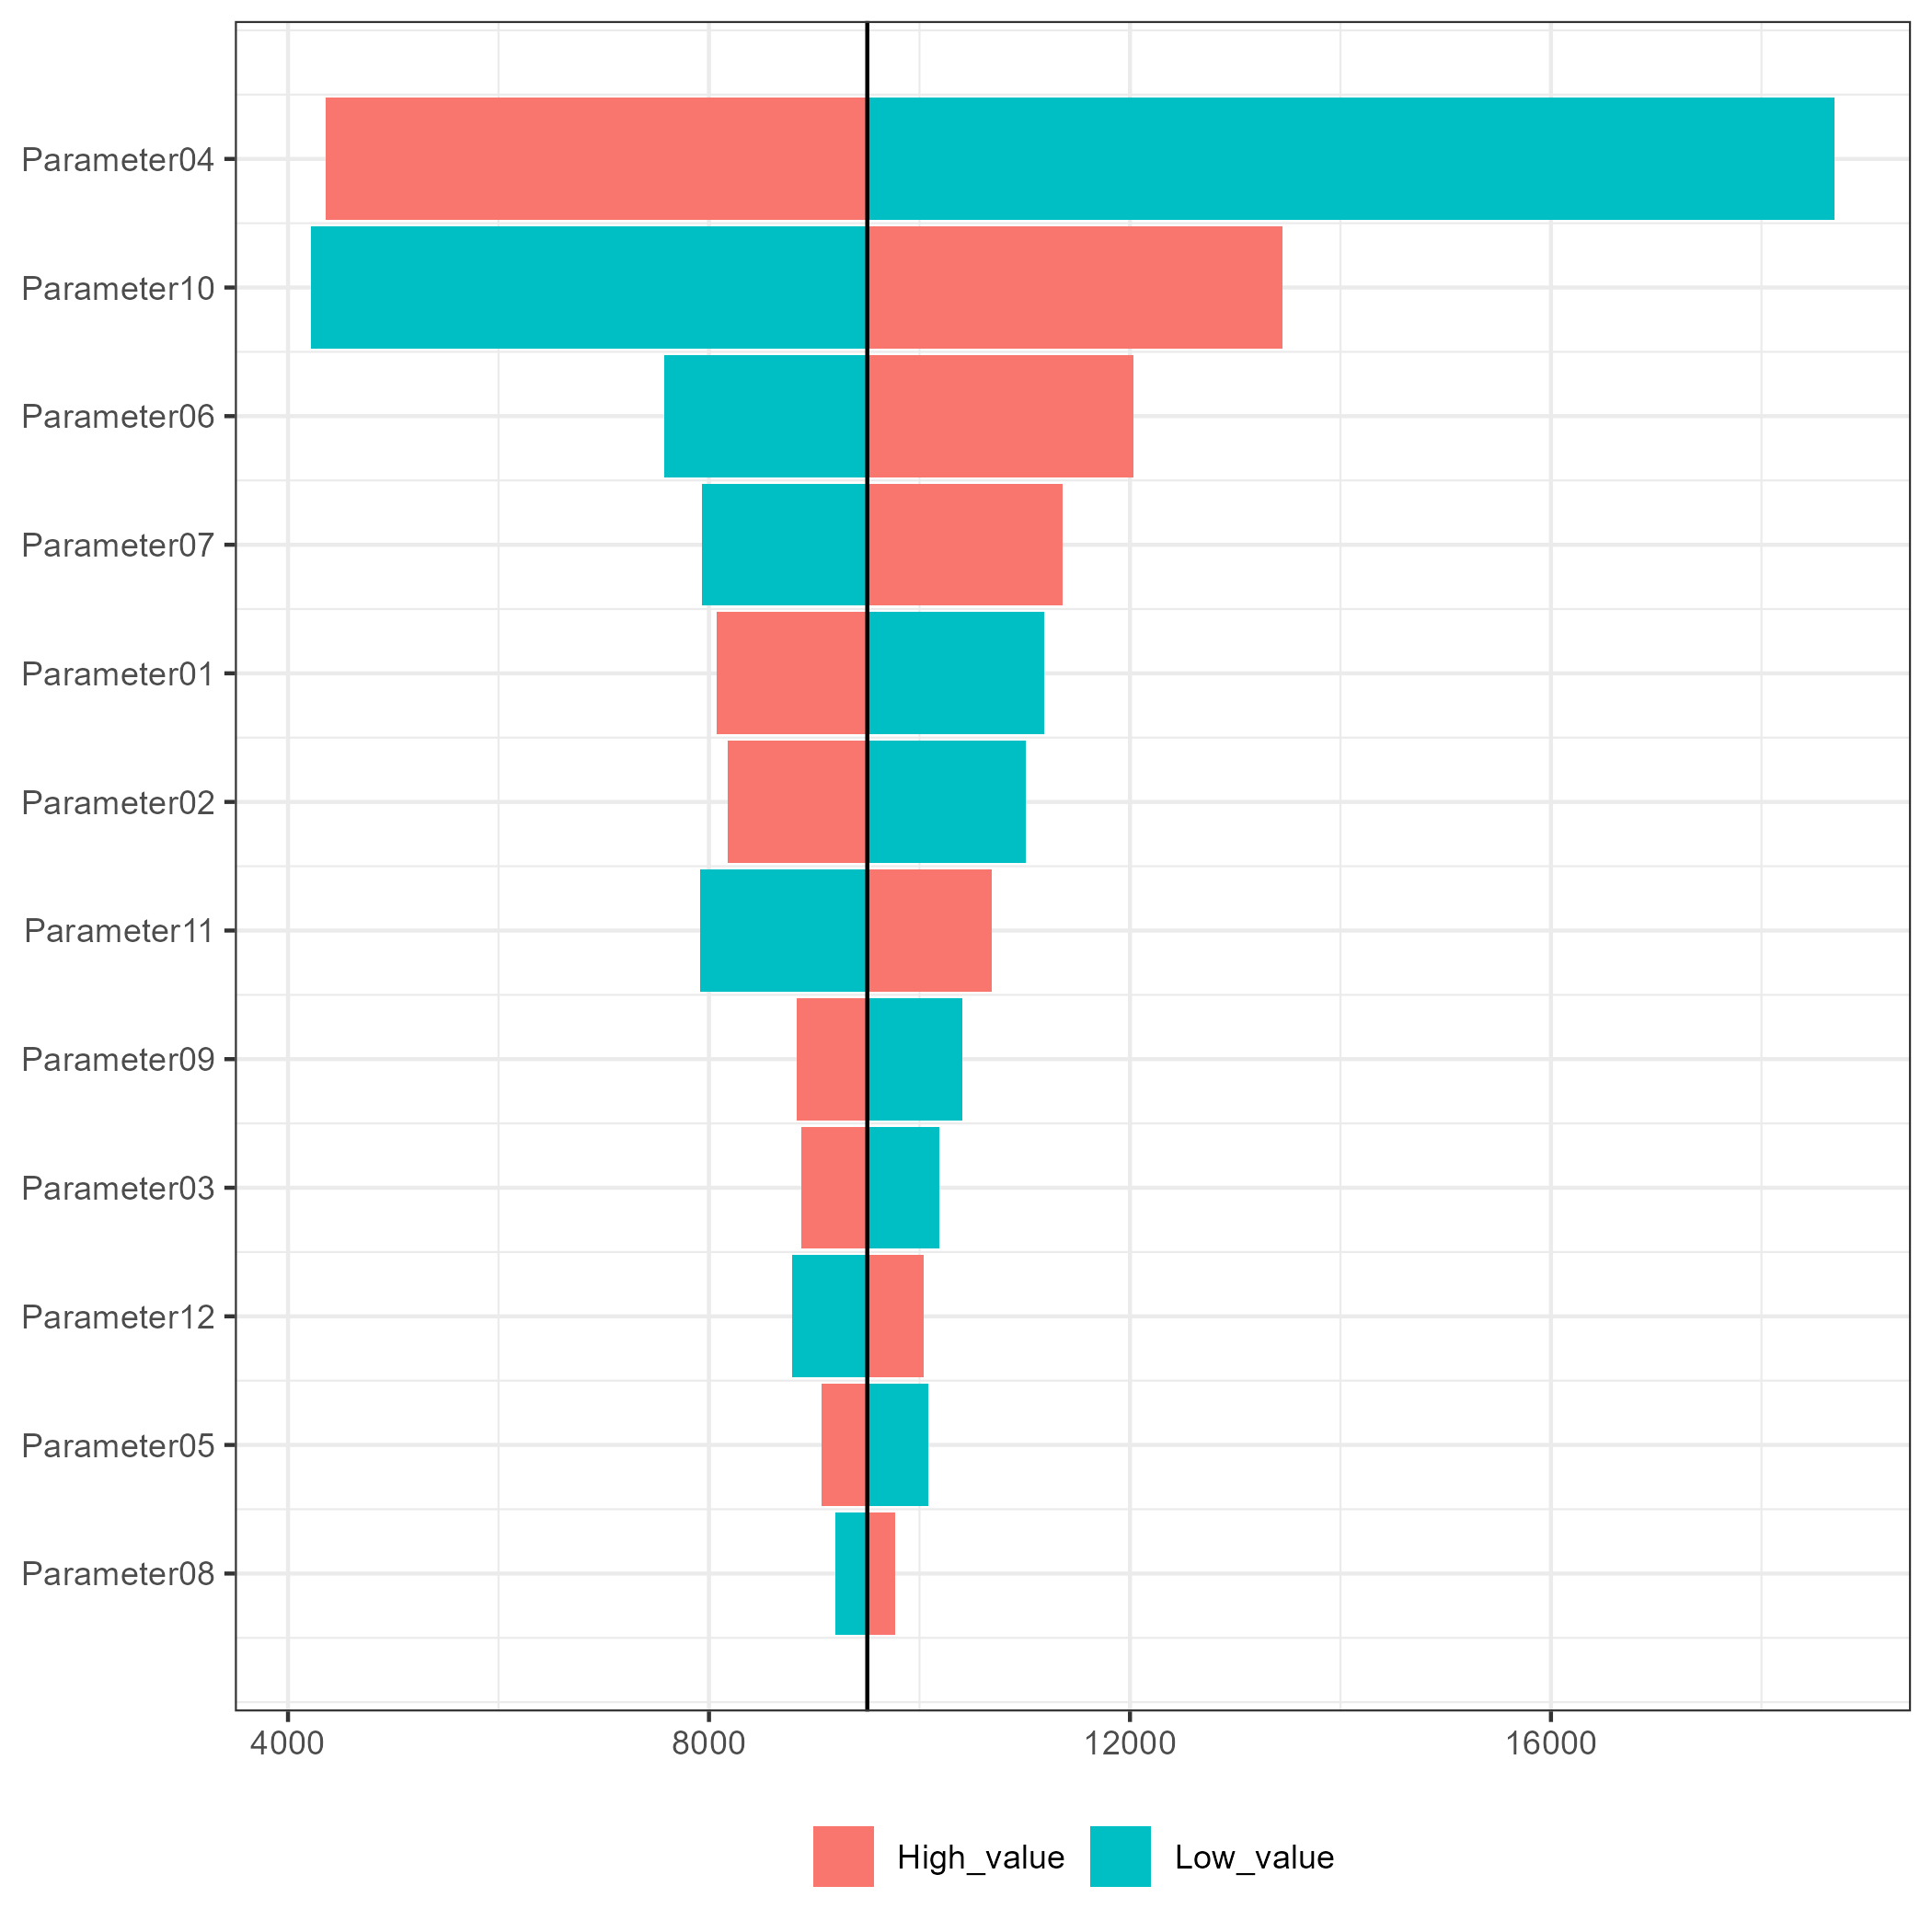 Parameter04
Parameter10
Parameter06
Parameter07
Parameter01
Parameter02
Parameter11
Parameter09
Parameter03
Parameter12
Parameter05
Parameter08
4000 8000 12000 16000
High_value Low_value